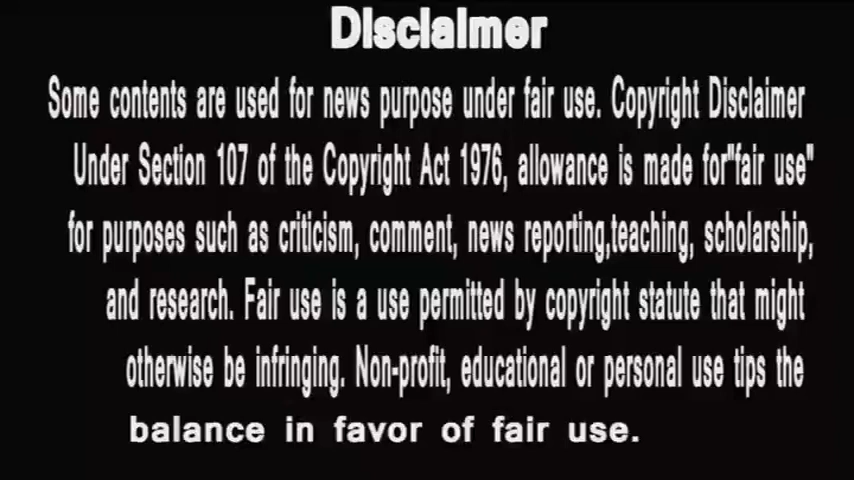 Disclaimer
Some contents are used for news purpose under fair use. Copyright Disclaimer
Under Section 107 of the Copyright Act 1976, allowance is made for"fair use"
for purposes such as criticism, comment, news reporting,teaching, scholarship,
and research. Fair use is a use permitted by copyright statute that might
otherwise be infringing. Non-profit, educational or personal use tips the
balance in favor of fair use.